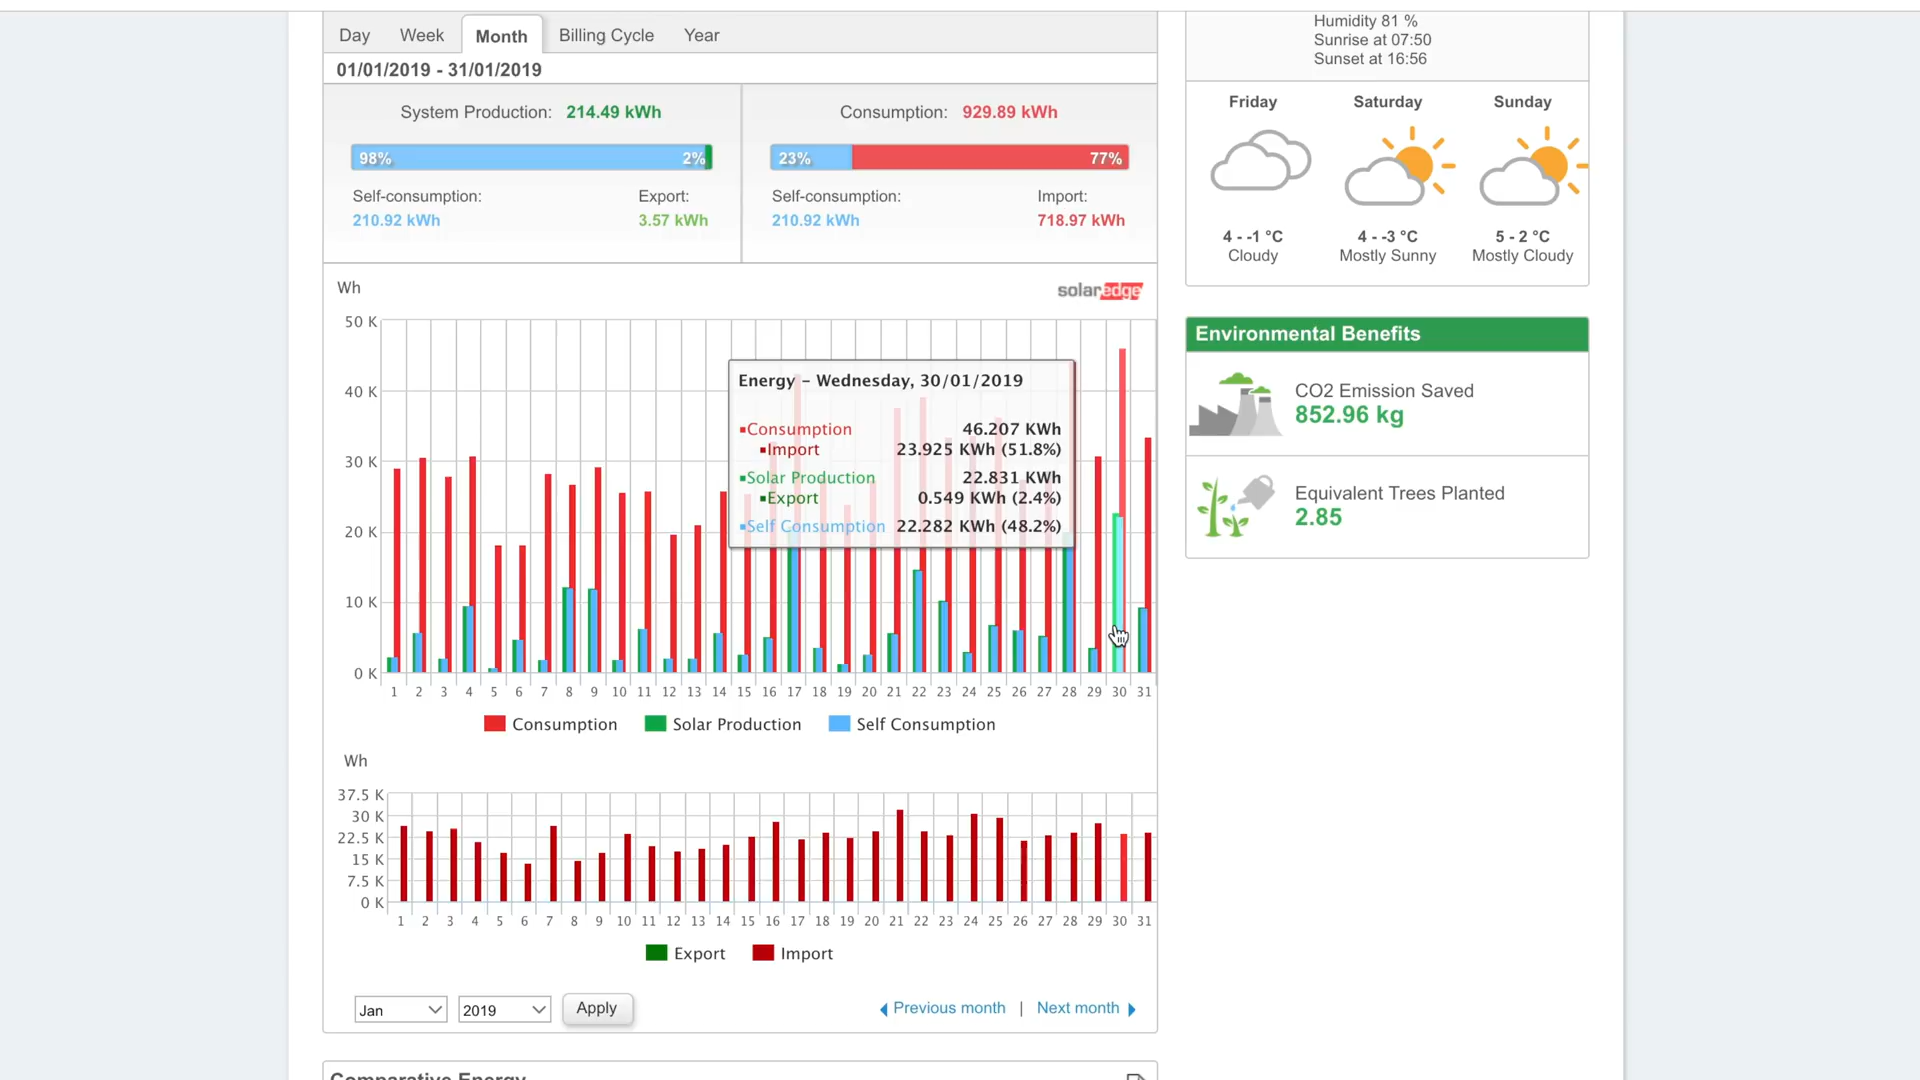 Day Week Month Billing Cycle Year
01/01/2019 - 31/01/2019
System Production: 214.49 kWh
98% 2%
Self-consumption: Export:
210.92 kWh 3.57 kWh
Consumption: 929.89 kWh
23% 77%
Self-consumption: Import:
210.92 kWh 718.97 kWh
Wh
solaredge
50 K
40 K
30 K
20 K
10 K
0 K
Energy – Wednesday, 30/01/2019
Consumption 46.207 KWh
Import 23.925 KWh (51.8%)
Solar Production 22.831 KWh
Export 0.549 KWh (2.4%)
Self Consumption 22.282 KWh (48.2%)
1 2 3 4 5 6 7 8 9 10 11 12 13 14 15 16 17 18 19 20 21 22 23 24 25 26 27 28 29 30 31
Consumption Solar Production Self Consumption
Wh
37.5 K
30 K
22.5 K
15 K
7.5 K
0 K
1 2 3 4 5 6 7 8 9 10 11 12 13 14 15 16 17 18 19 20 21 22 23 24 25 26 27 28 29 30 31
Export Import
Jan 2019 Apply Previous month | Next month
Comparative Energy
Humidity 81 %
Sunrise at 07:50
Sunset at 16:56
Friday Saturday Sunday
4 - -1 °C 4 - -3 °C 5 - 2 °C
Cloudy Mostly Sunny Mostly Cloudy
Environmental Benefits
CO2 Emission Saved
852.96 kg
Equivalent Trees Planted
2.85